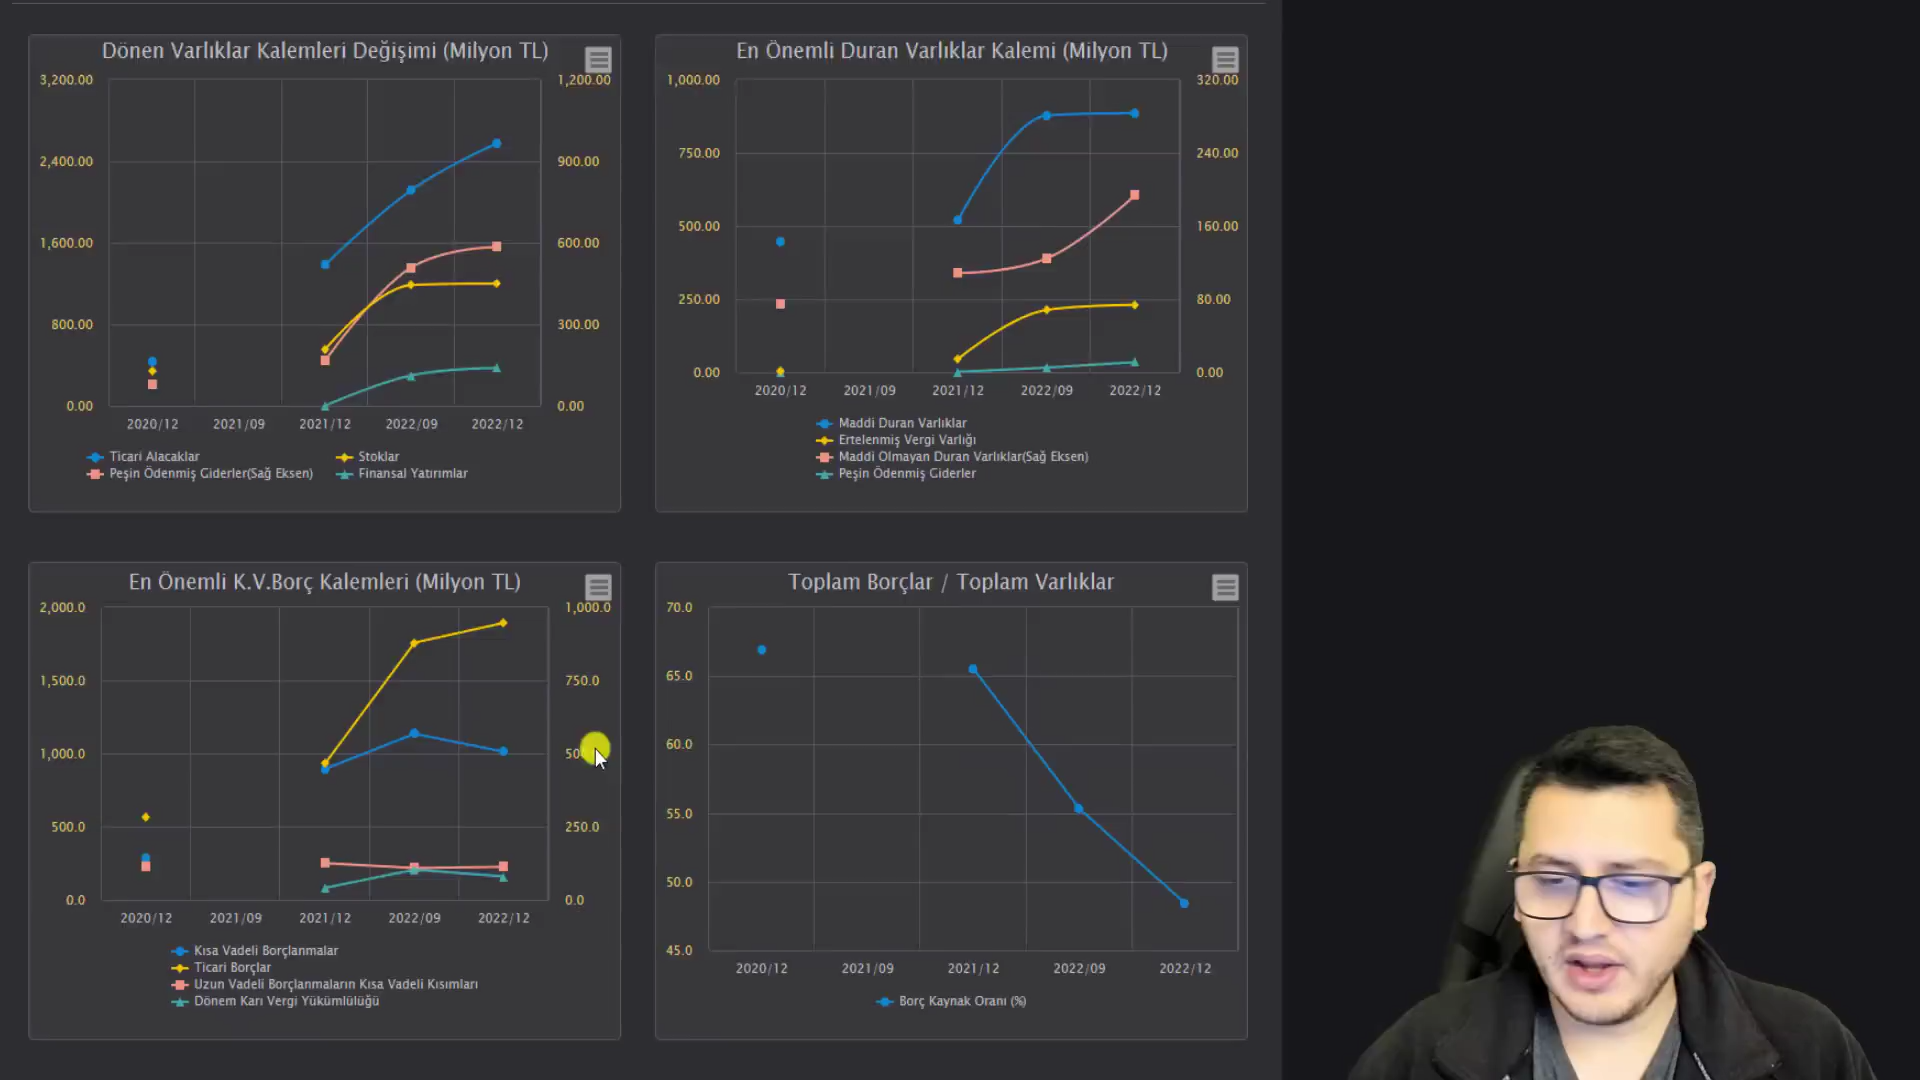 Dönen Varlıklar Kalemleri Değişimi (Milyon TL)
3,200.00
2,400.00
1,600.00
800.00
0.00
1,200.00
900.00
600.00
300.00
0.00
2020/12 2021/09 2021/12 2022/09 2022/12
Ticari Alacaklar
Stoklar
Peşin Ödenmiş Giderler(Sağ Eksen)
Finansal Yatırımlar
En Önemli Duran Varlıklar Kalemi (Milyon TL)
1,000.00
750.00
500.00
250.00
0.00
320.00
240.00
160.00
80.00
0.00
2020/12 2021/09 2021/12 2022/09 2022/12
Maddi Duran Varlıklar
Ertelenmiş Vergi Varlığı
Maddi Olmayan Duran Varlıklar(Sağ Eksen)
Peşin Ödenmiş Giderler
En Önemli K.V.Borç Kalemleri (Milyon TL)
2,000.0
1,500.0
1,000.0
500.0
0.0
1,000.0
750.0
250.0
0.0
2020/12 2021/09 2021/12 2022/09 2022/12
Kısa Vadeli Borçlanmalar
Ticari Borçlar
Uzun Vadeli Borçlanmaların Kısa Vadeli Kısımları
Dönem Karı Vergi Yükümlülüğü
Toplam Borçlar / Toplam Varlıklar
70.0
65.0
60.0
55.0
50.0
45.0
2020/12 2021/09 2021/12 2022/09 2022/12
Borç Kaynak Oranı (%)